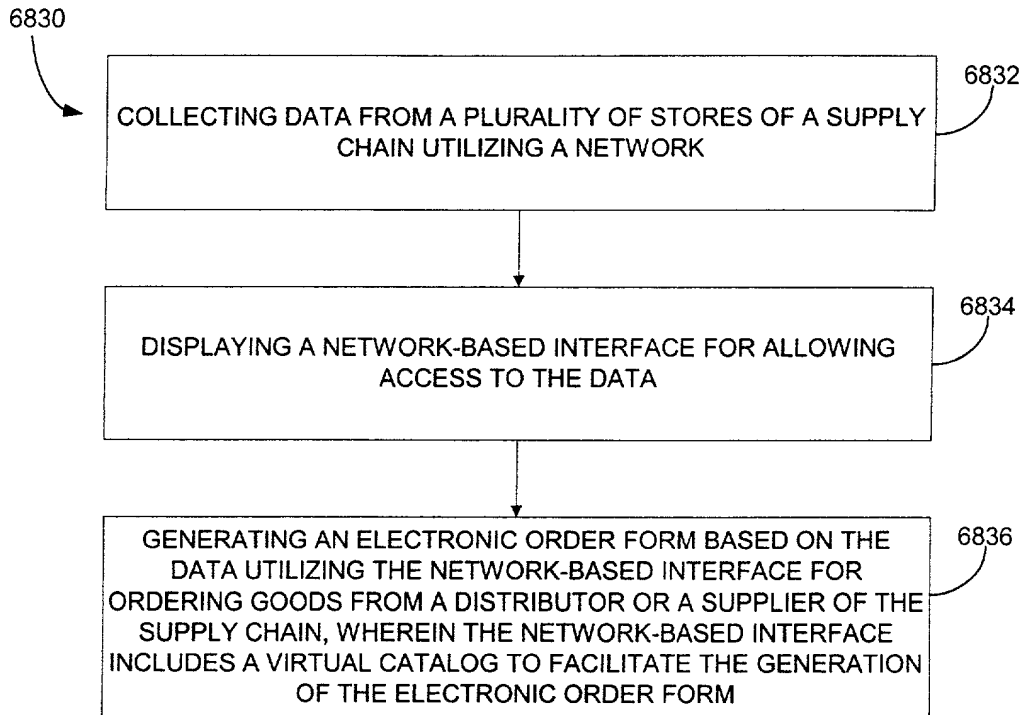 6830
6832
COLLECTING DATA FROM A PLURALITY OF STORES OF A SUPPLY
CHAIN UTILIZING A NETWORK
6834
DISPLAYING A NETWORK-BASED INTERFACE FOR ALLOWING
ACCESS TO THE DATA
6836
GENERATING AN ELECTRONIC ORDER FORM BASED ON THE
DATA UTILIZING THE NETWORK-BASED INTERFACE FOR
ORDERING GOODS FROM A DISTRIBUTOR OR A SUPPLIER OF THE
SUPPLY CHAIN, WHEREIN THE NETWORK-BASED INTERFACE
INCLUDES A VIRTUAL CATALOG TO FACILITATE THE GENERATION
OF THE ELECTRONIC ORDER FORM